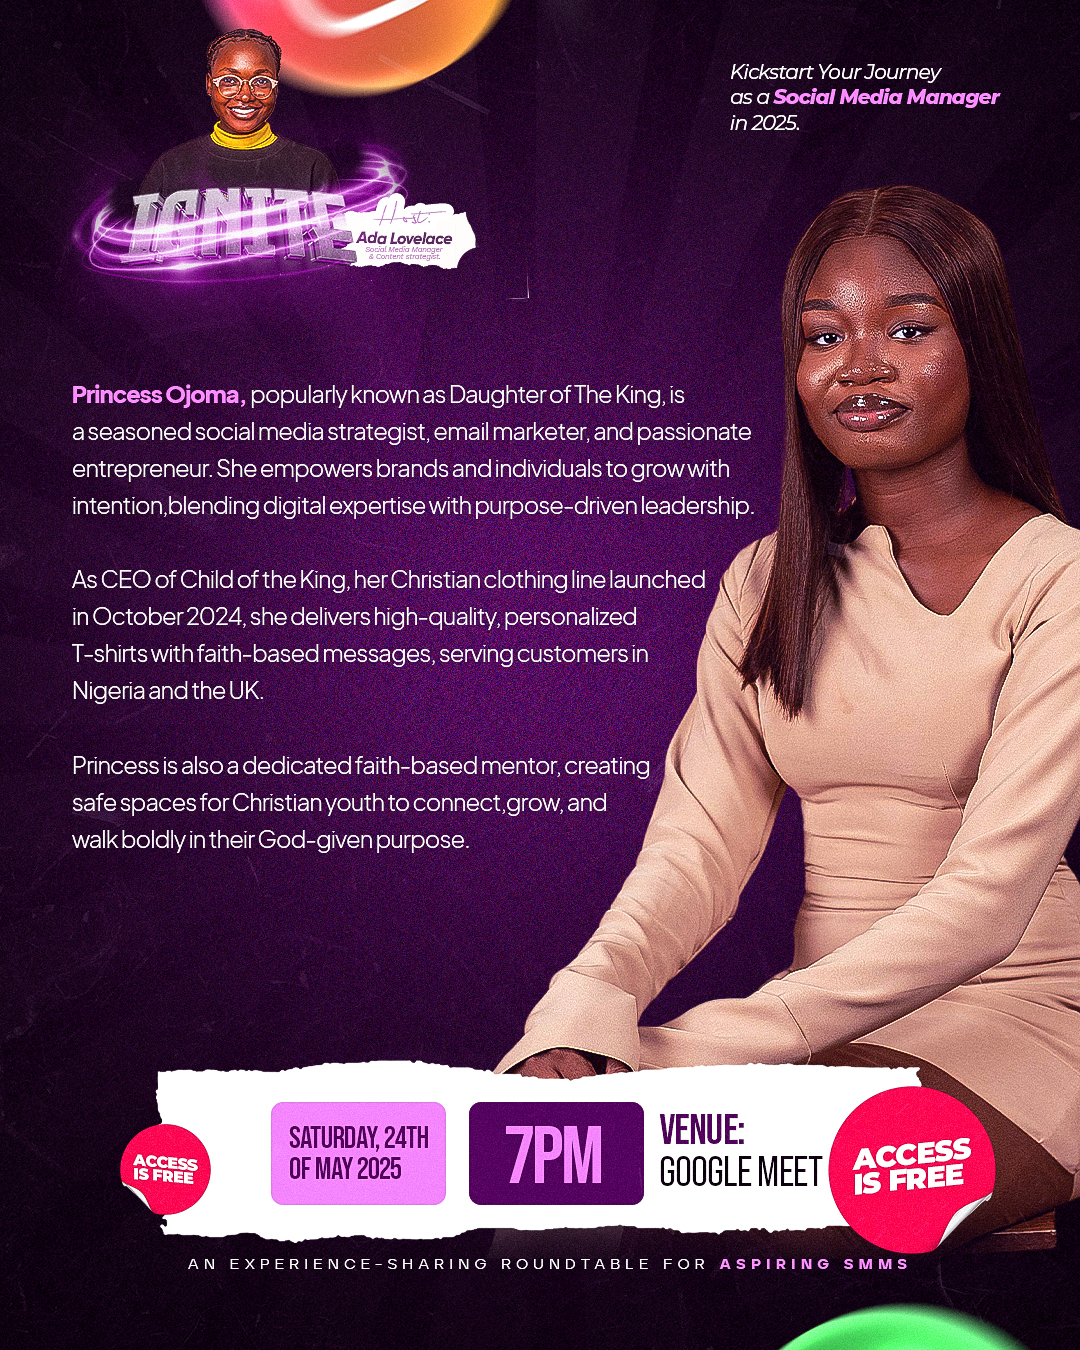 Kickstart Your Journey
as a Social Media Manager
in 2025.
IGNITE
Host.
Ada Lovelace
Social Media Manager
& Content strategist.
Princess Ojoma, popularly known as Daughter of The King, is
a seasoned social media strategist, email marketer, and passionate
entrepreneur. She empowers brands and individuals to grow with
intention,blending digital expertise with purpose-driven leadership.
As CEO of Child of the King, her Christian clothing line launched
in October 2024, she delivers high-quality, personalized
T-shirts with faith-based messages, serving customers in
Nigeria and the UK.
Princess is also a dedicated faith-based mentor, creating
safe spaces for Christian youth to connect,grow, and
walk boldly in their God-given purpose.
ACCESS
IS FREE
SATURDAY, 24TH
OF MAY 2025
7PM
VENUE:
GOOGLE MEET
ACCESS
IS FREE
AN EXPERIENCE-SHARING ROUNDTABLE FOR ASPIRING SMMS